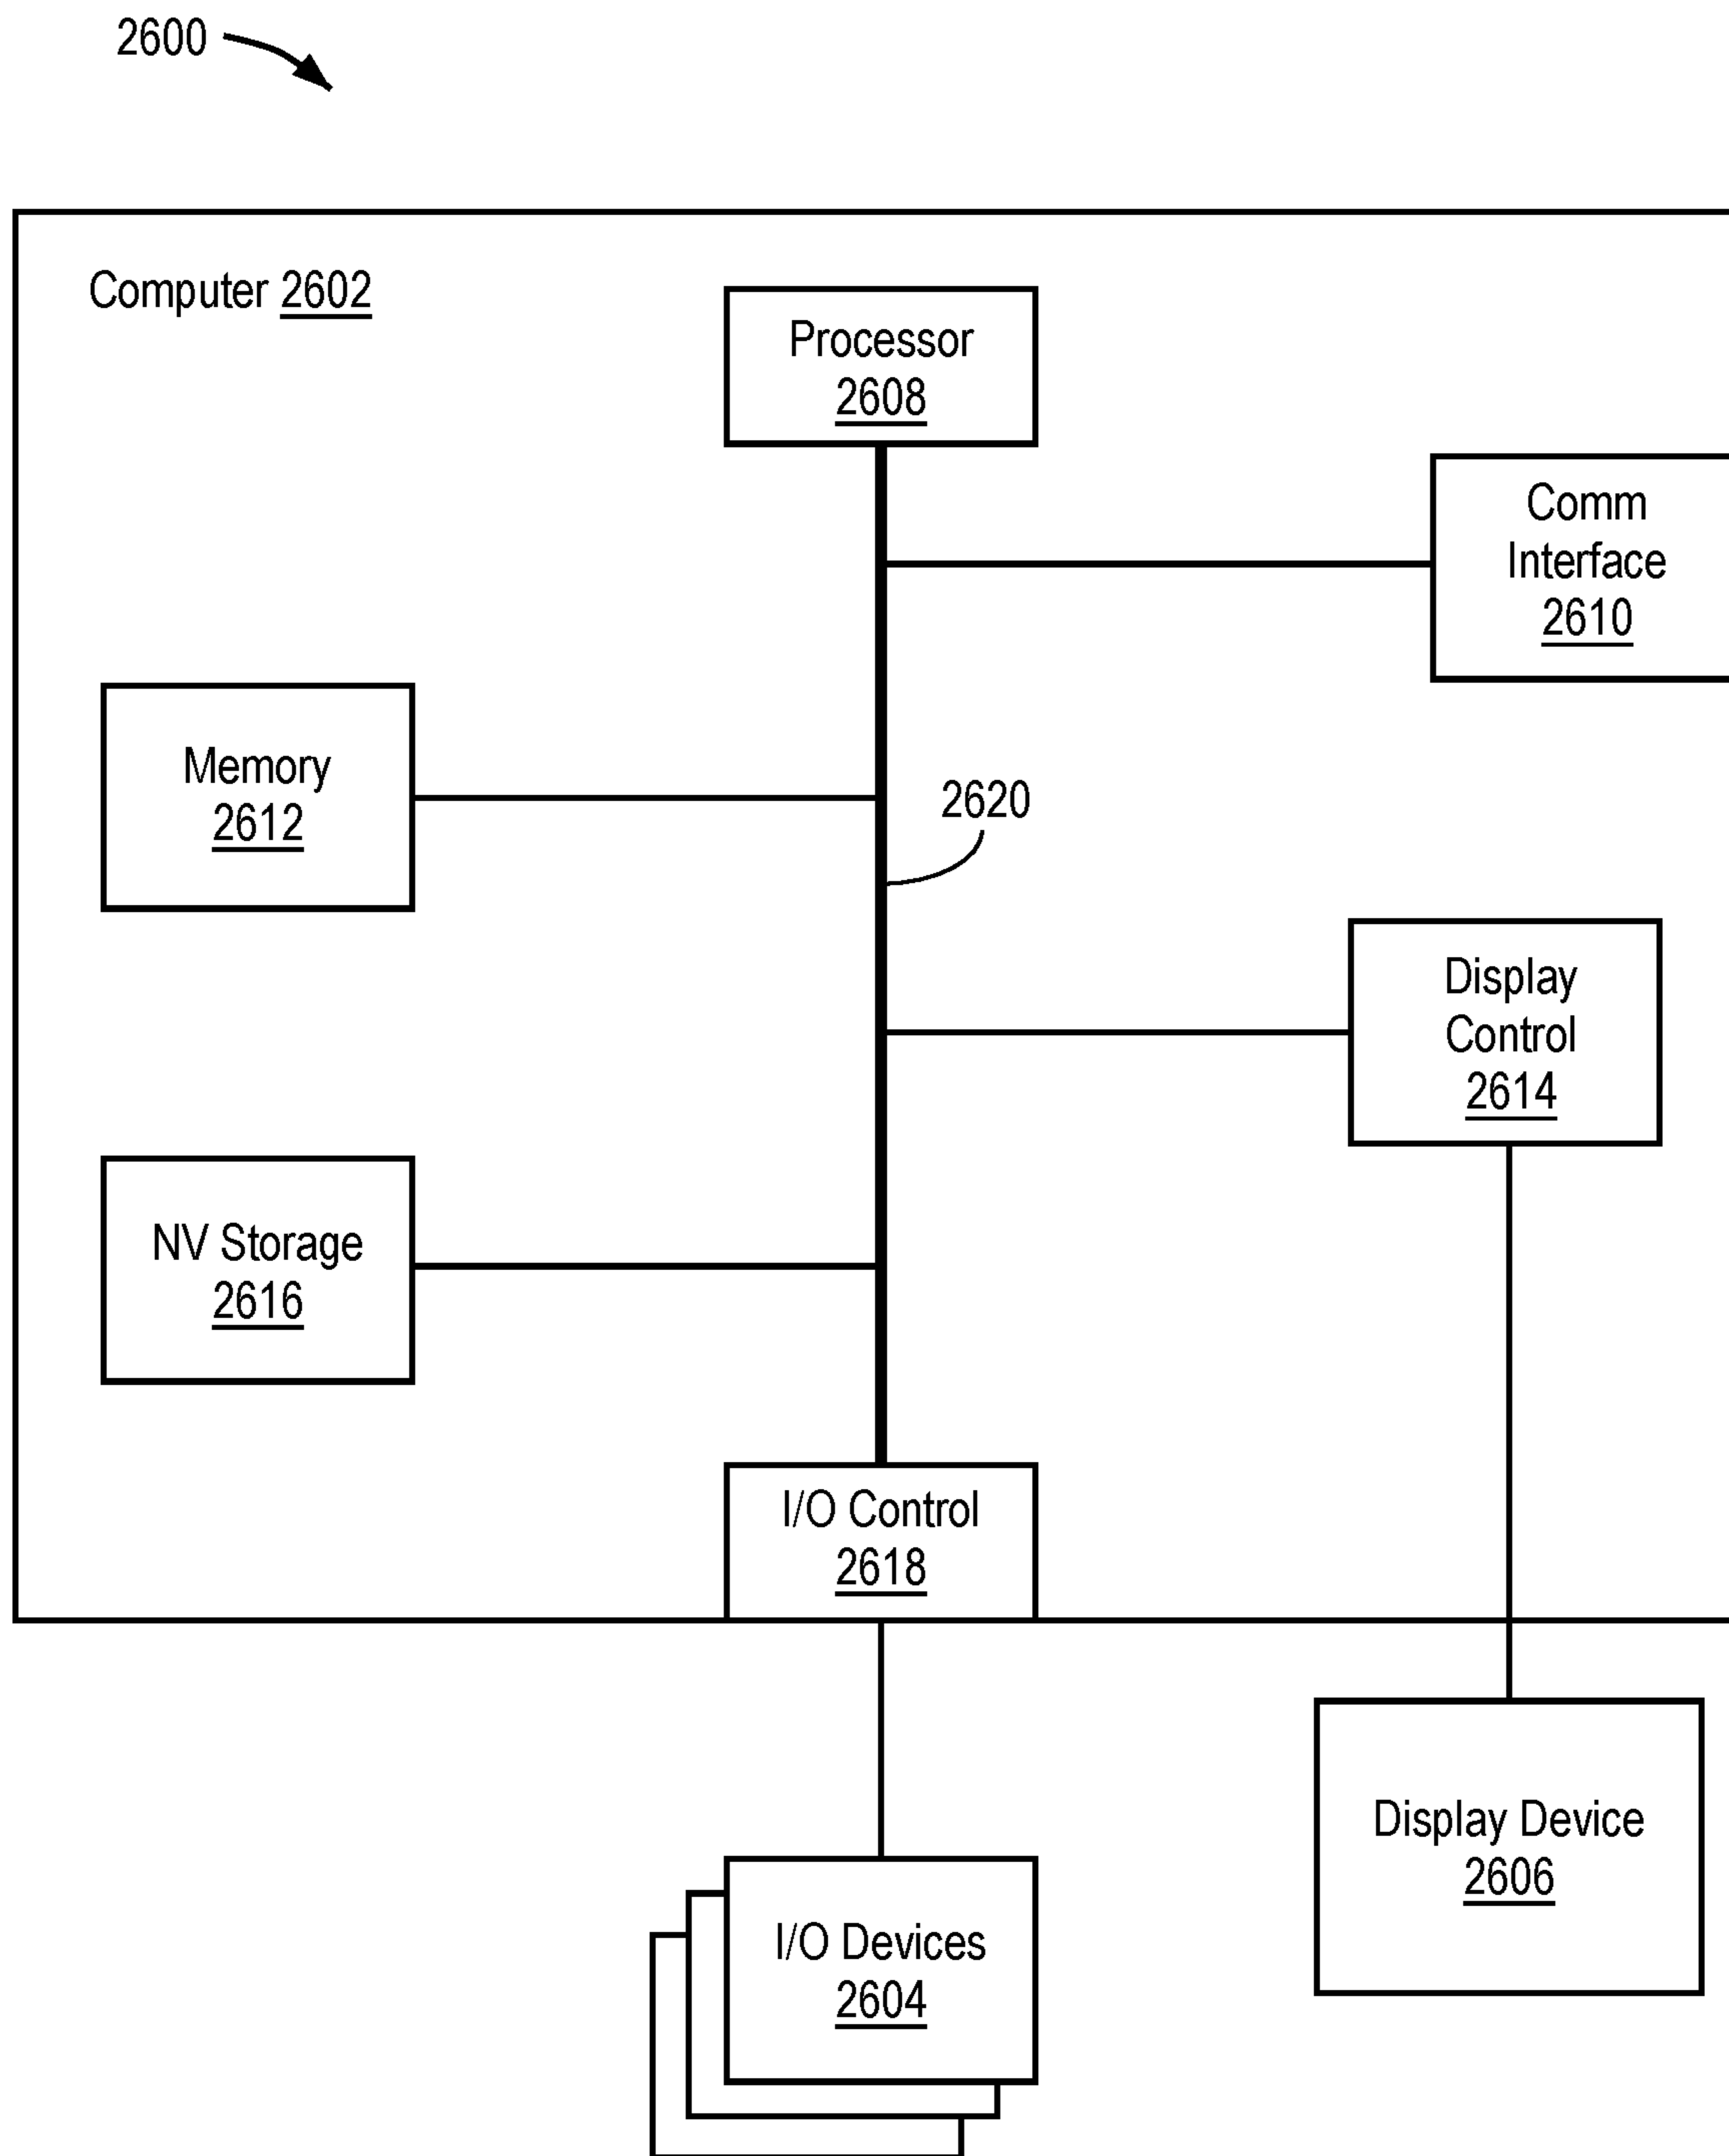 2600
Computer 2602
Processor
2608
Comm
Interface
2610
Memory
2612
2620
Display
Control
2614
NV Storage
2616
I/O Control
2618
Display Device
2606
I/O Devices
2604